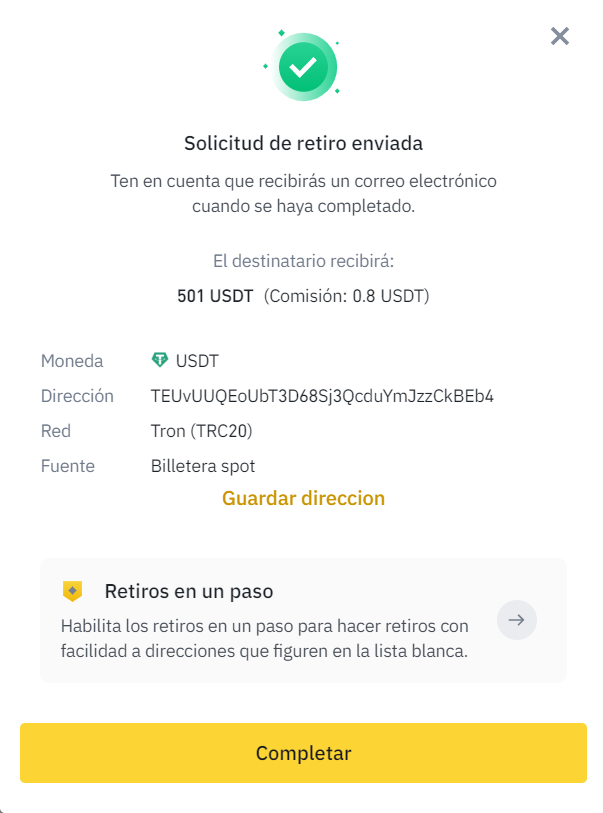 Solicitud de retiro enviada
Ten en cuenta que recibirás un correo electrónico
cuando se haya completado.
El destinatario recibirá:
501 USDT (Comisión: 0.8 USDT)
Moneda USDT
Dirección TEUvUUQEoUbT3D68Sj3QcduYmJzzCkBEb4
Red Tron (TRC20)
Fuente Billetera spot
Guardar direccion
Retiros en un paso
Habilita los retiros en un paso para hacer retiros con
facilidad a direcciones que figuren en la lista blanca.
Completar